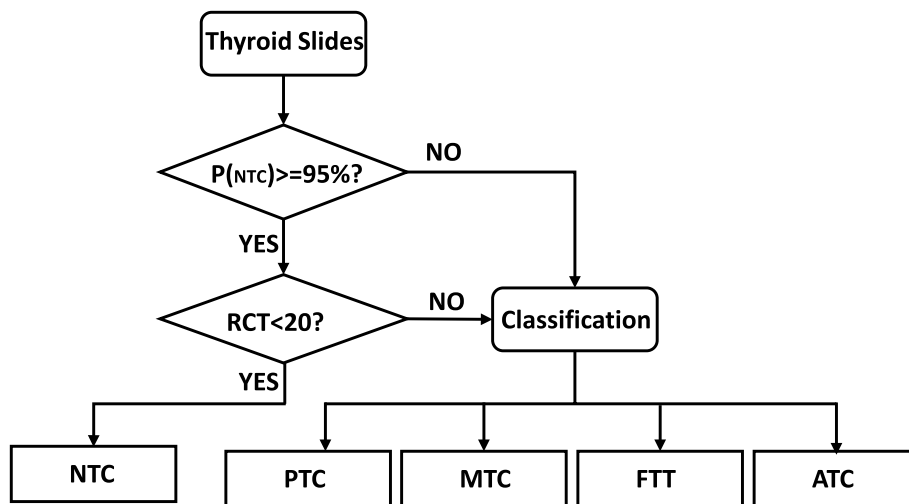 Thyroid Slides
P(NTC)>=95%?
NO
YES
RCT<20?
NO
Classification
YES
NTC
PTC
MTC
FTT
ATC